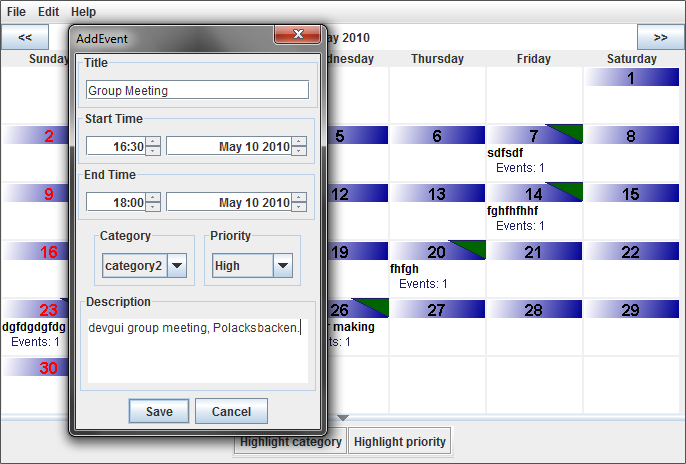 File Edit Help
<< ay 2010 >>
Sunda nesday Thursday Friday Saturday
1
2 5 6 7 8
sdfsdf
Events: 1
9 12 13 14 15
fghfhfhhf
Events: 1
16 19 20 21 22
fhfgh
Events: 1
23 26 27 28 29
dgfdgdgfdg r making
Events: 1 nts: 1
30
AddEvent
Title
Group Meeting
Start Time
16:30 May 10 2010
End Time
18:00 May 10 2010
Category Priority
category2 High
Description
devgui group meeting, Polacksbacken.
Save Cancel
Highlight category Highlight priority